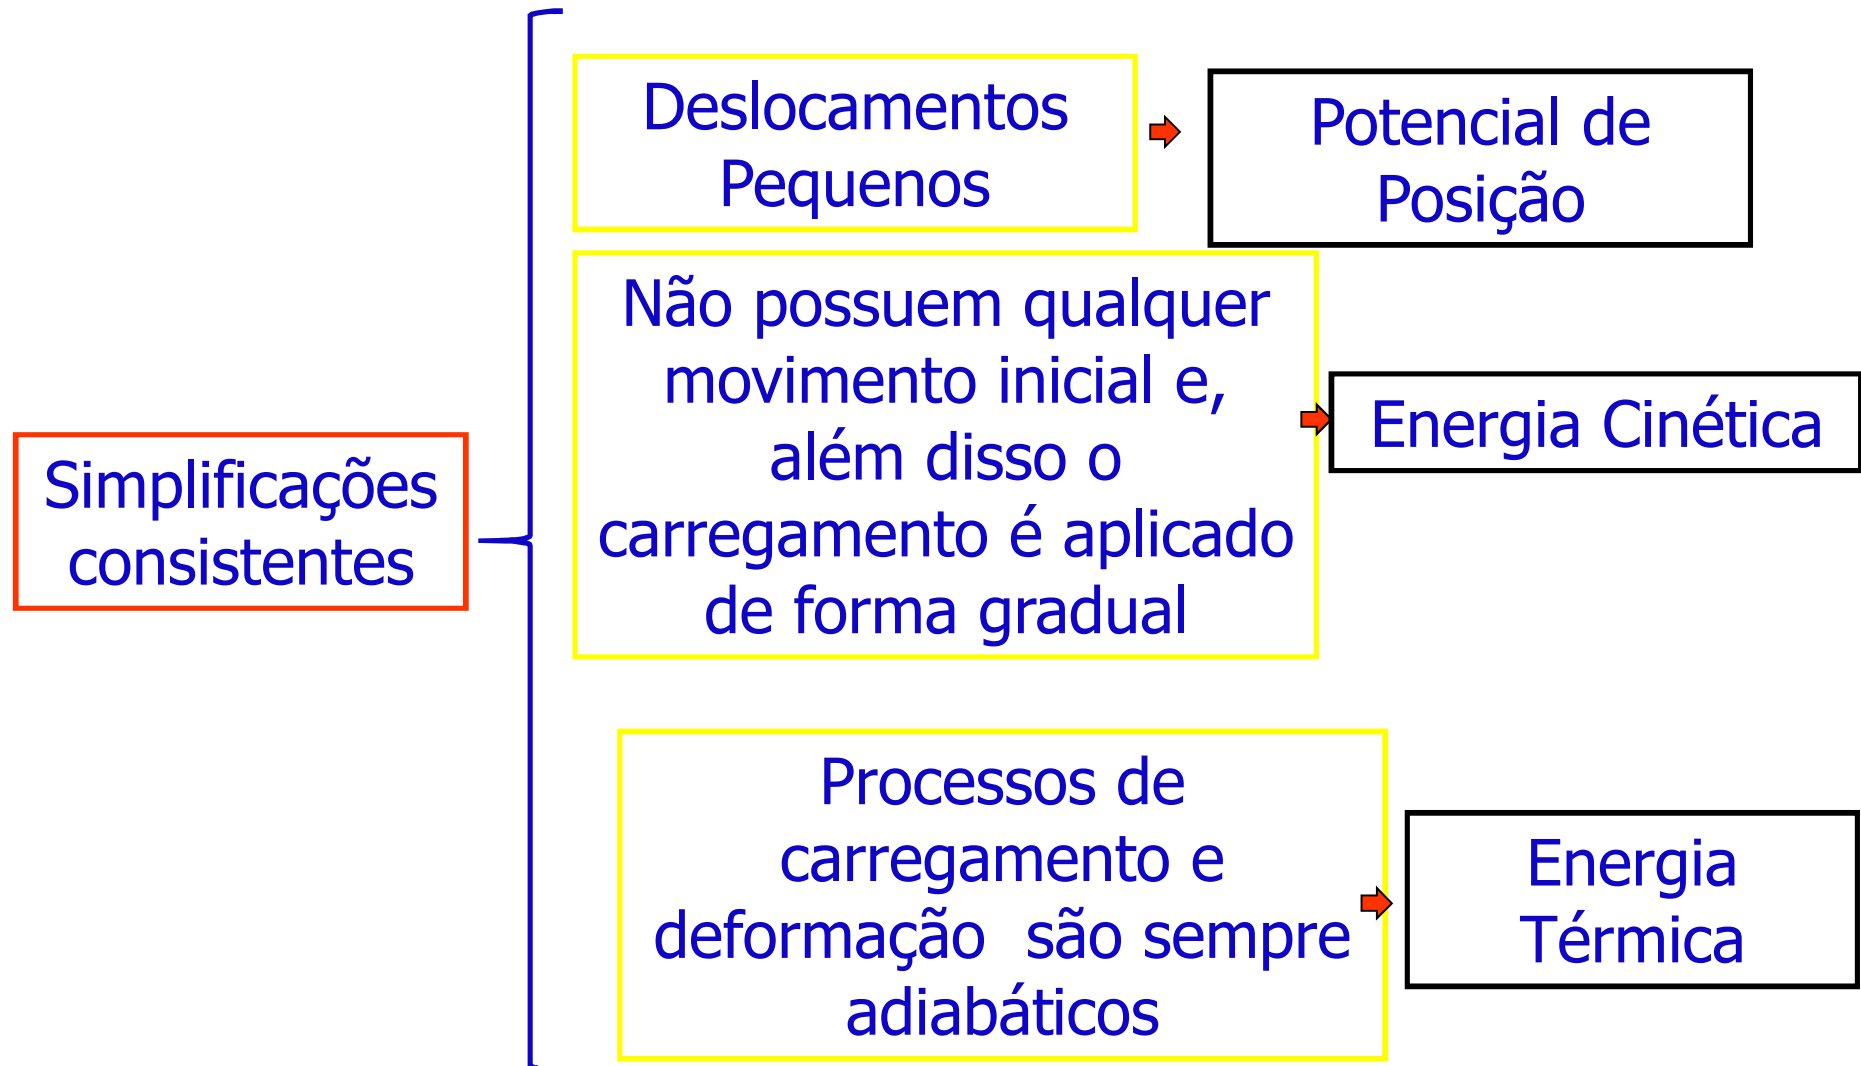 Simplificações
consistentes
Deslocamentos
Pequenos
Potencial de
Posição
Não possuem qualquer
movimento inicial e,
além disso o
carregamento é aplicado
de forma gradual
Energia Cinética
Processos de
carregamento e
deformação  são sempre
adiabáticos
Energia
Térmica